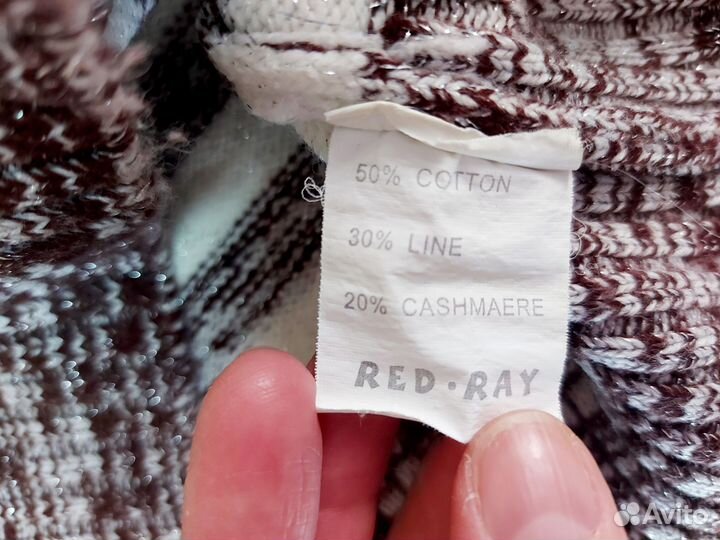 50% COTTON
30% LINE
20% CASHMAERE
RED·RAY
Avito